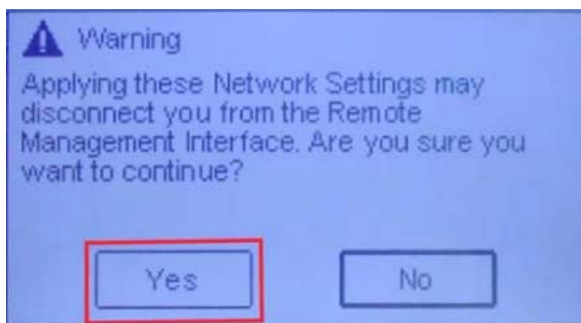 Warning
Applying these Network Settings may
disconnect you from the Remote
Management Interface. Are you sure you
want to continue?
Yes
No